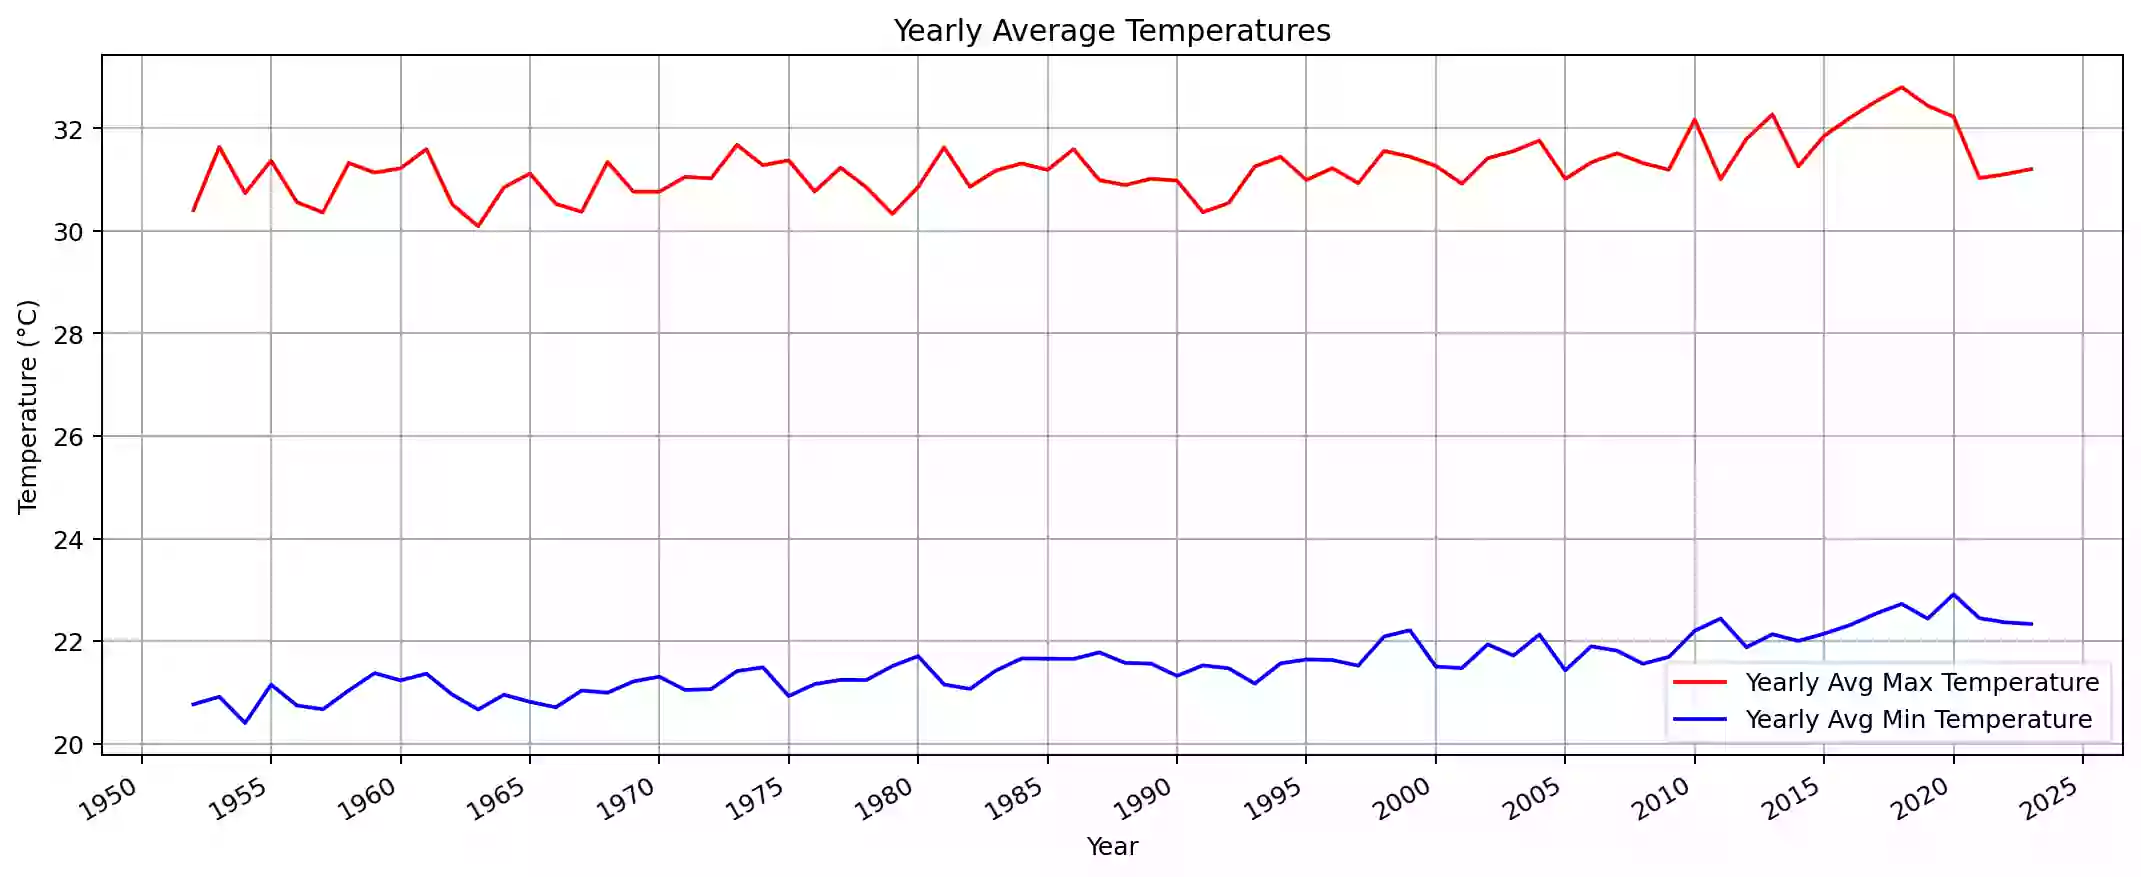 Yearly Average Temperatures
Temperature (°C)
32
30
28
26
24
22
20
Yearly Avg Max Temperature
Yearly Avg Min Temperature
1950 1955 1960 1965 1970 1975 1980 1985 1990 1995 2000 2005 2010 2015 2020 2025
Year